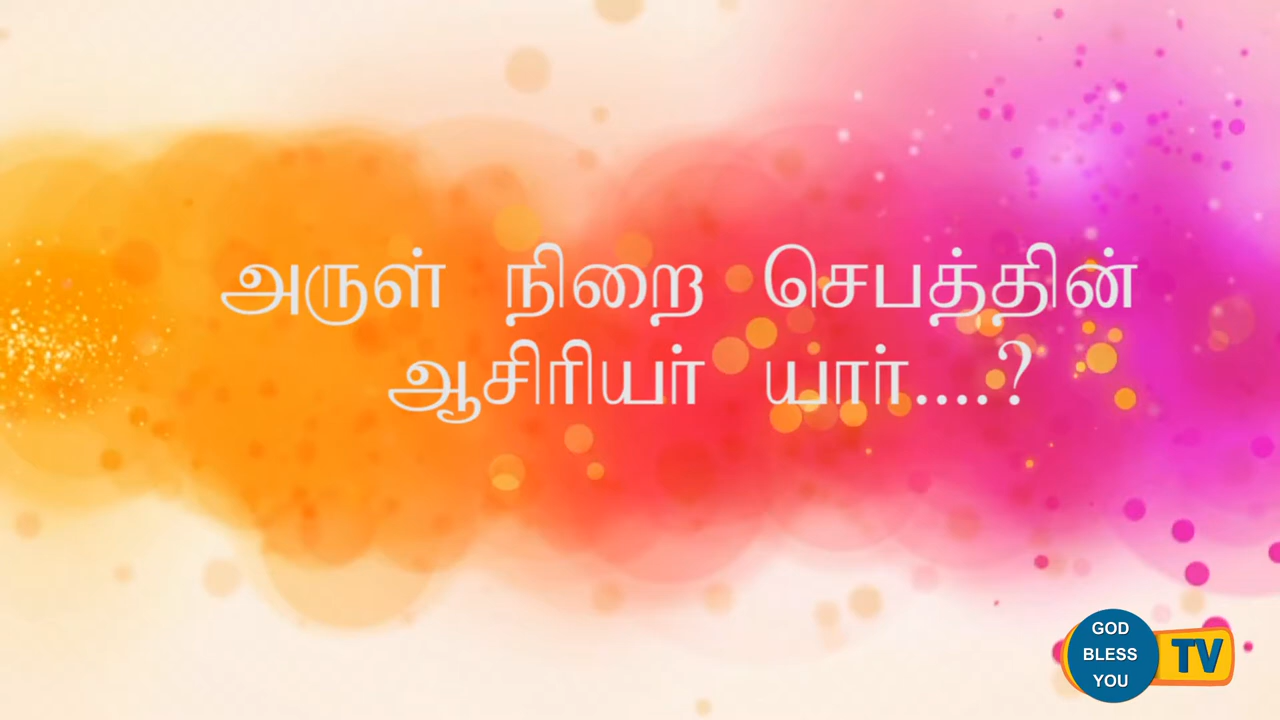 அருள் நிறை செபத்தின்
ஆசிரியர் யார்....?
GOD
BLESS
YOU
TV